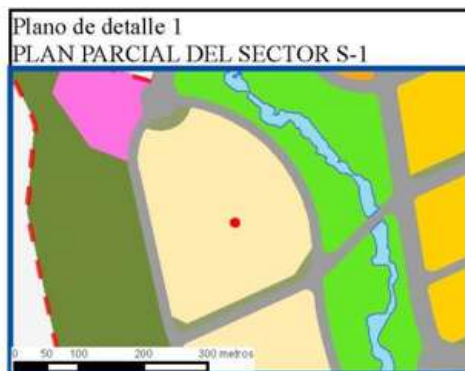 Plano de detalle 1
PLAN PARCIAL DEL SECTOR S-1
0 50 100 200 300 metros